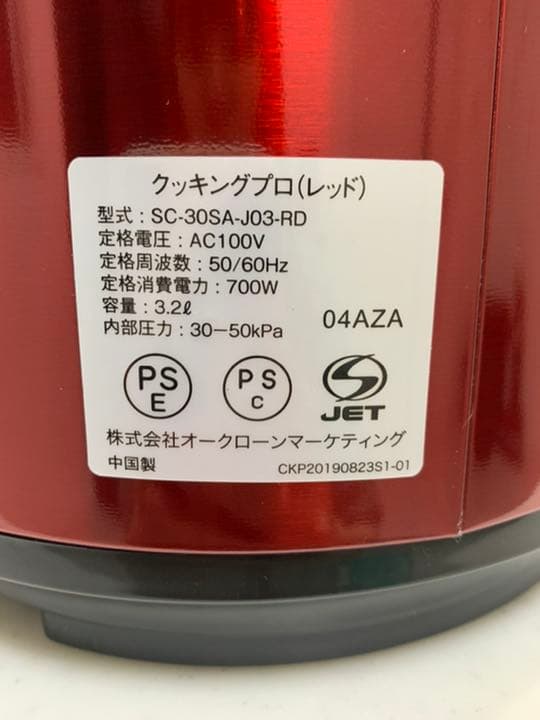 クッキングプロ(レッド)
型式：SC-30SA-J03-RD
定格電圧：AC100V
定格周波数：50/60Hz
定格消費電力：700W
容量：3.2ℓ
内部圧力：30－50kPa
04AZA
PS
E
PS
C
S
JET
株式会社オークローンマーケティング
中国製
CKP20190823S1-01